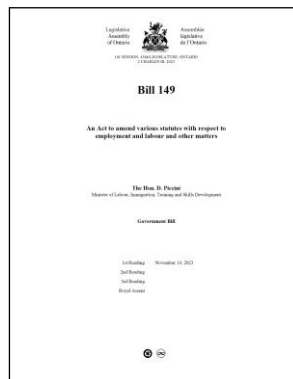 Legislative
Assembly
of Ontario
Assemblée
législative
de l'Ontario
1ST SESSION, 43RD LEGISLATURE, ONTARIO
2 CHARLES III, 2023
Bill 149
An Act to amend various statutes with respect to
employment and labour and other matters
The Hon. D. Piccini
Minister of Labour, Immigration, Training and Skills Development
Government Bill
1st Reading November 14, 2023
2nd Reading
3rd Reading
Royal Assent